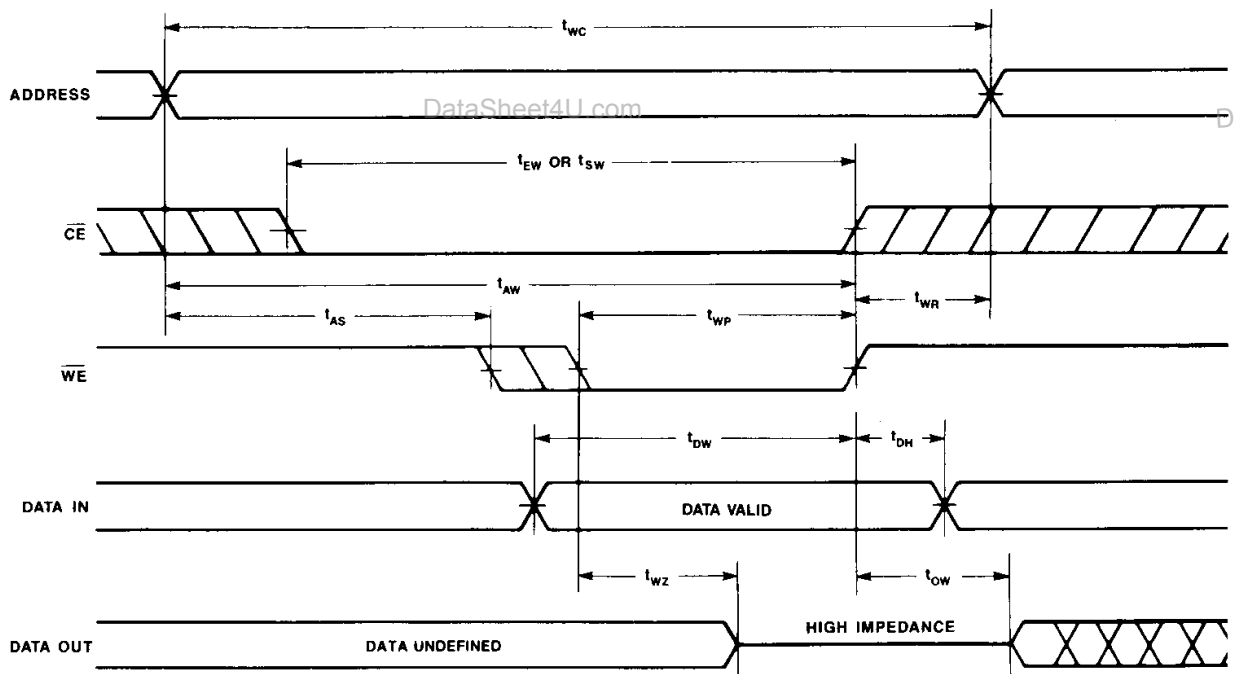 tWC
ADDRESS
DataSheet4U.com
D
tEW OR tSW
CE
tAW
tWR
tAS
tWP
WE
tDW
tDH
DATA IN
DATA VALID
tWZ
tOW
HIGH IMPEDANCE
DATA OUT
DATA UNDEFINED